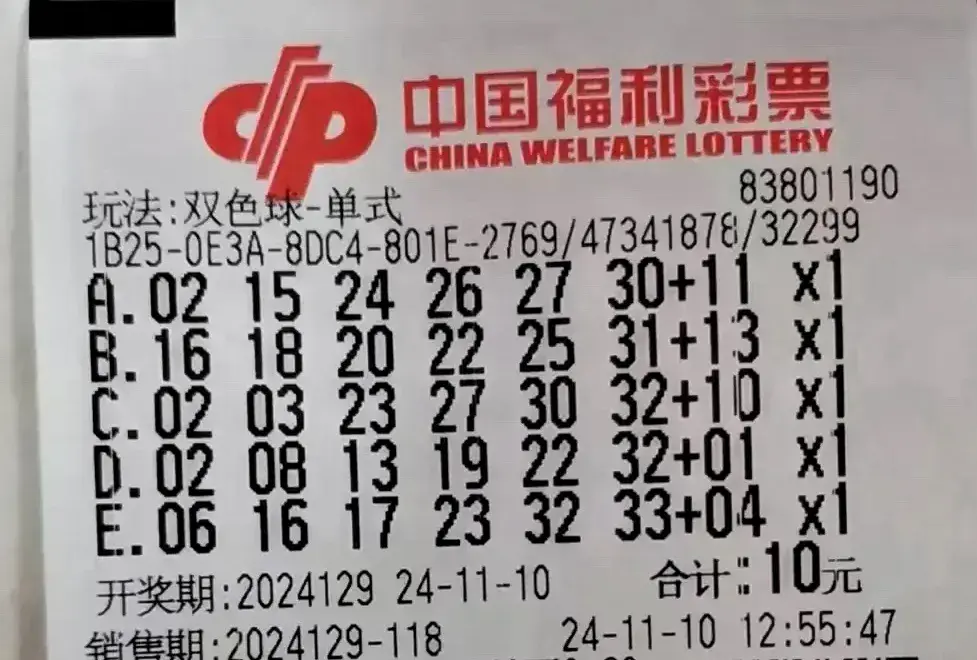 中国福利彩票
CHINA WELFARE LOTTERY
83801190
玩法:双色球-单式
1B25-0E3A-8DC4-801E-2769/47341878/32299
A.02 15 24 26 27 30+11 x1
B.16 18 20 22 25 31+13 x1
C.02 03 23 27 30 32+10 x1
D.02 08 13 19 22 32+01 x1
E.06 16 17 23 32 33+04 x1
开奖期:2024129 24-11-10 合计:10元
销售期:2024129-118 24-11-10 12:55:47